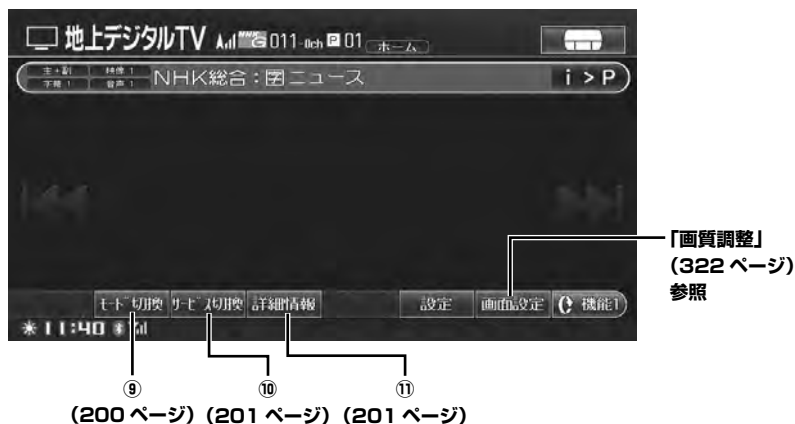 地上デジタルTV 011-0ch P 01 ホーム
主+副 映像 1
字幕 1 音声 1
NHK総合:字ニュース i > P
モード切換 サービス切換 詳細情報 設定 画面設定 機能1
11:40
「画質調整」
(322 ページ)
参照
⑨ ⑩ ⑪
(200 ページ) (201 ページ) (201 ページ)